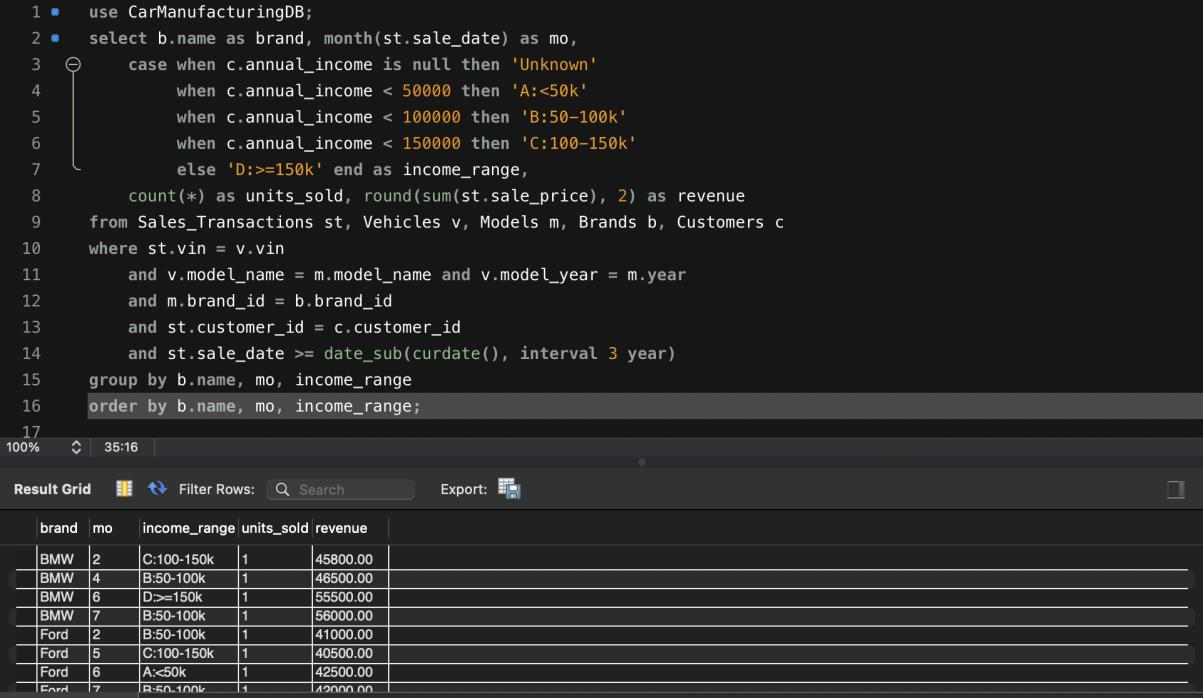 1 use CarManufacturingDB;
2 select b.name as brand, month(st.sale_date) as mo,
3 case when c.annual_income is null then 'Unknown'
4 when c.annual_income < 50000 then 'A:<50k'
5 when c.annual_income < 100000 then 'B:50-100k'
6 when c.annual_income < 150000 then 'C:100-150k'
7 else 'D:>=150k' end as income_range,
8 count(*) as units_sold, round(sum(st.sale_price), 2) as revenue
9 from Sales_Transactions st, Vehicles v, Models m, Brands b, Customers c
10 where st.vin = v.vin
11 and v.model_name = m.model_name and v.model_year = m.year
12 and m.brand_id = b.brand_id
13 and st.customer_id = c.customer_id
14 and st.sale_date >= date_sub(curdate(), interval 3 year)
15 group by b.name, mo, income_range
16 order by b.name, mo, income_range;
17
100% 35:16
Result Grid Filter Rows: Search Export:
brand mo income_range units_sold revenue
BMW 2 C:100-150k 1 45800.00
BMW 4 B:50-100k 1 46500.00
BMW 6 D:>=150k 1 55500.00
BMW 7 B:50-100k 1 56000.00
Ford 2 B:50-100k 1 41000.00
Ford 5 C:100-150k 1 40500.00
Ford 6 A:<50k 1 42500.00
Ford 7 B:50-100k 1 42000.00